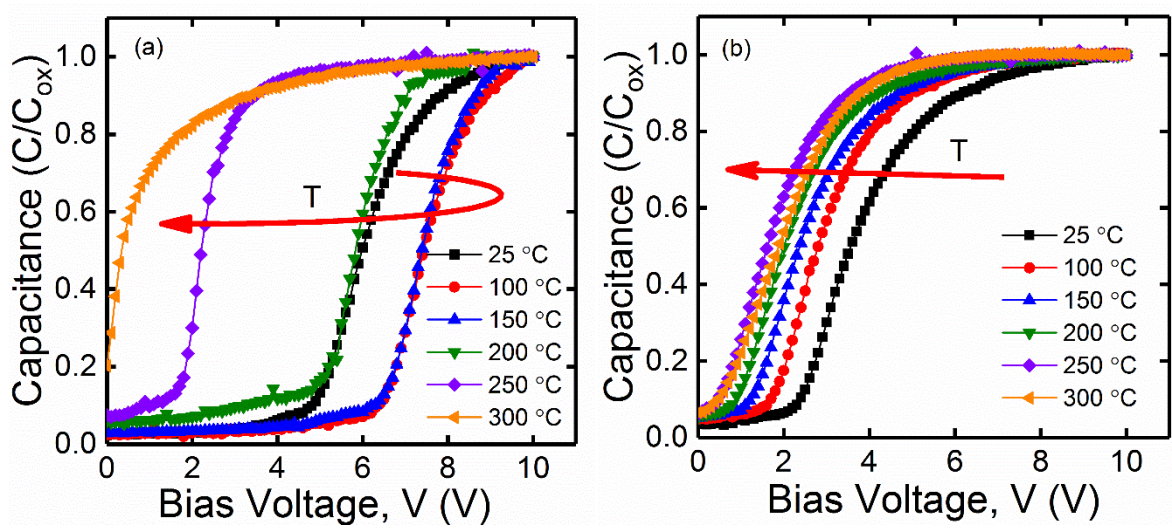 (a)
Capacitance (C/Cox)
1.0
0.8
0.6
0.4
0.2
0.0
T
25 °C
100 °C
150 °C
200 °C
250 °C
300 °C
0 2 4 6 8 10
Bias Voltage, V (V)
(b)
Capacitance (C/Cox)
1.0
0.8
0.6
0.4
0.2
0.0
T
25 °C
100 °C
150 °C
200 °C
250 °C
300 °C
0 2 4 6 8 10
Bias Voltage, V (V)